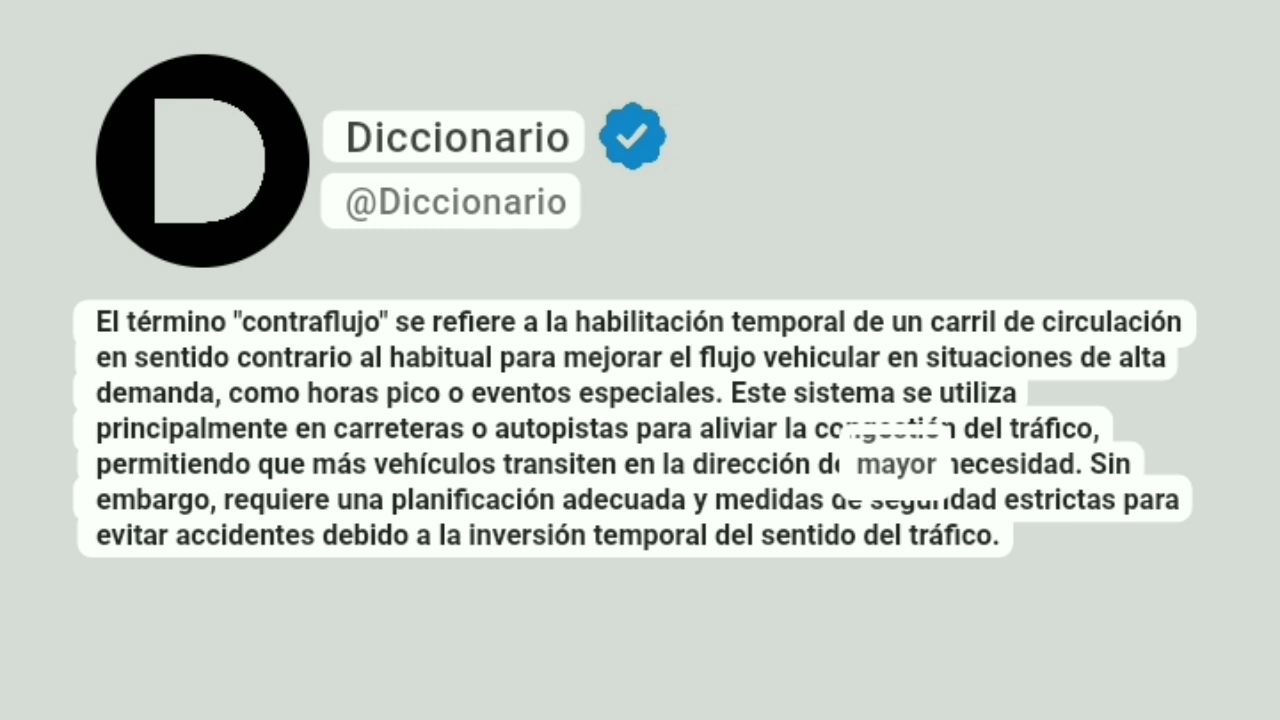 D
Diccionario
@Diccionario
El término "contraflujo" se refiere a la habilitación temporal de un carril de circulación
en sentido contrario al habitual para mejorar el flujo vehicular en situaciones de alta
demanda, como horas pico o eventos especiales. Este sistema se utiliza
principalmente en carreteras o autopistas para aliviar la congestión del tráfico,
permitiendo que más vehículos transiten en la dirección de mayor necesidad. Sin
embargo, requiere una planificación adecuada y medidas de seguridad estrictas para
evitar accidentes debido a la inversión temporal del sentido del tráfico.